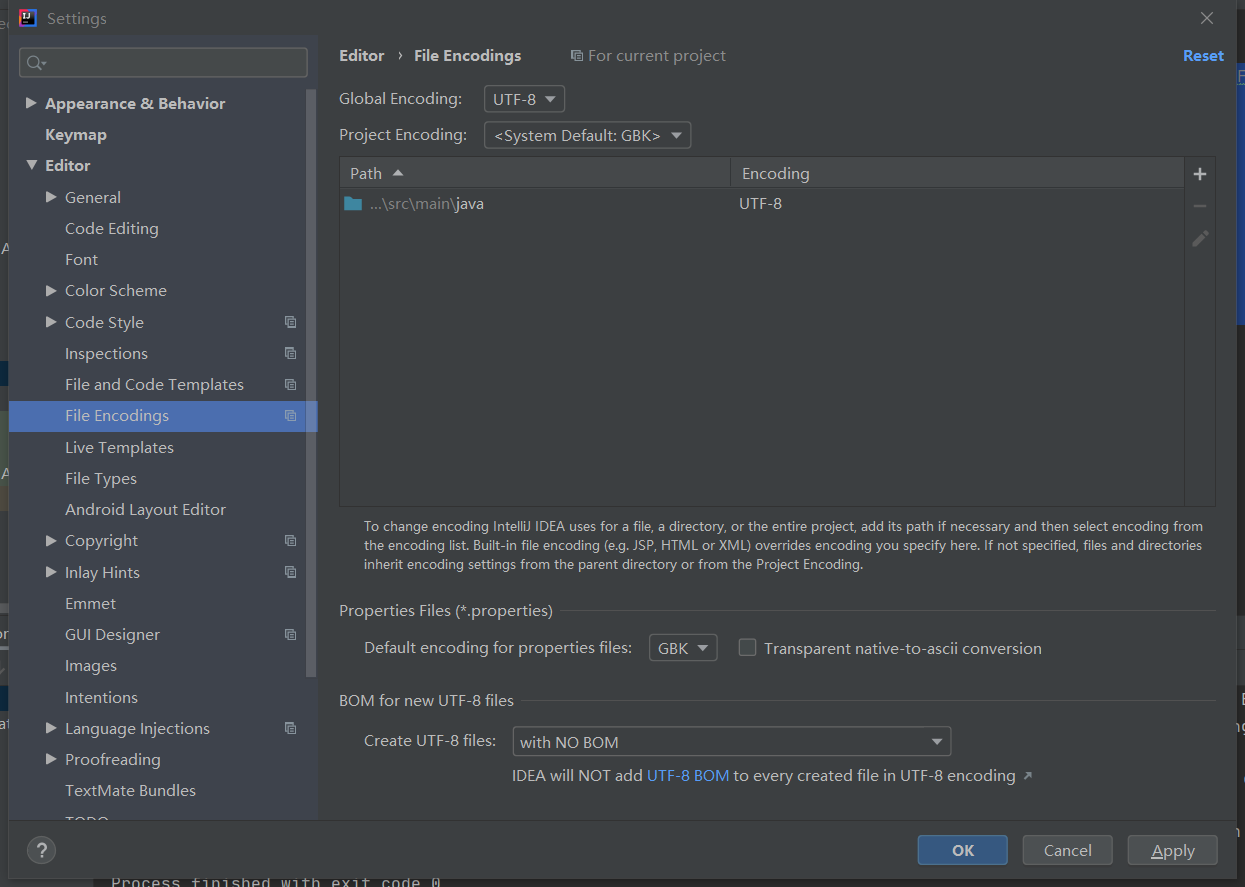 Settings
Editor › File Encodings For current project Reset
Appearance & Behavior
Keymap
Editor
General
Code Editing
Font
Color Scheme
Code Style
Inspections
File and Code Templates
File Encodings
Live Templates
File Types
Android Layout Editor
Copyright
Inlay Hints
Emmet
GUI Designer
Images
Intentions
Language Injections
Proofreading
TextMate Bundles
TODO
Global Encoding: UTF-8
Project Encoding: <System Default: GBK>
Path Encoding
...\src\main\java UTF-8
To change encoding IntelliJ IDEA uses for a file, a directory, or the entire project, add its path if necessary and then select encoding from
the encoding list. Built-in file encoding (e.g. JSP, HTML or XML) overrides encoding you specify here. If not specified, files and directories
inherit encoding settings from the parent directory or from the Project Encoding.
Properties Files (*.properties)
Default encoding for properties files: GBK Transparent native-to-ascii conversion
BOM for new UTF-8 files
Create UTF-8 files: with NO BOM
IDEA will NOT add UTF-8 BOM to every created file in UTF-8 encoding ↗
? OK Cancel Apply
Process finished with exit code 0